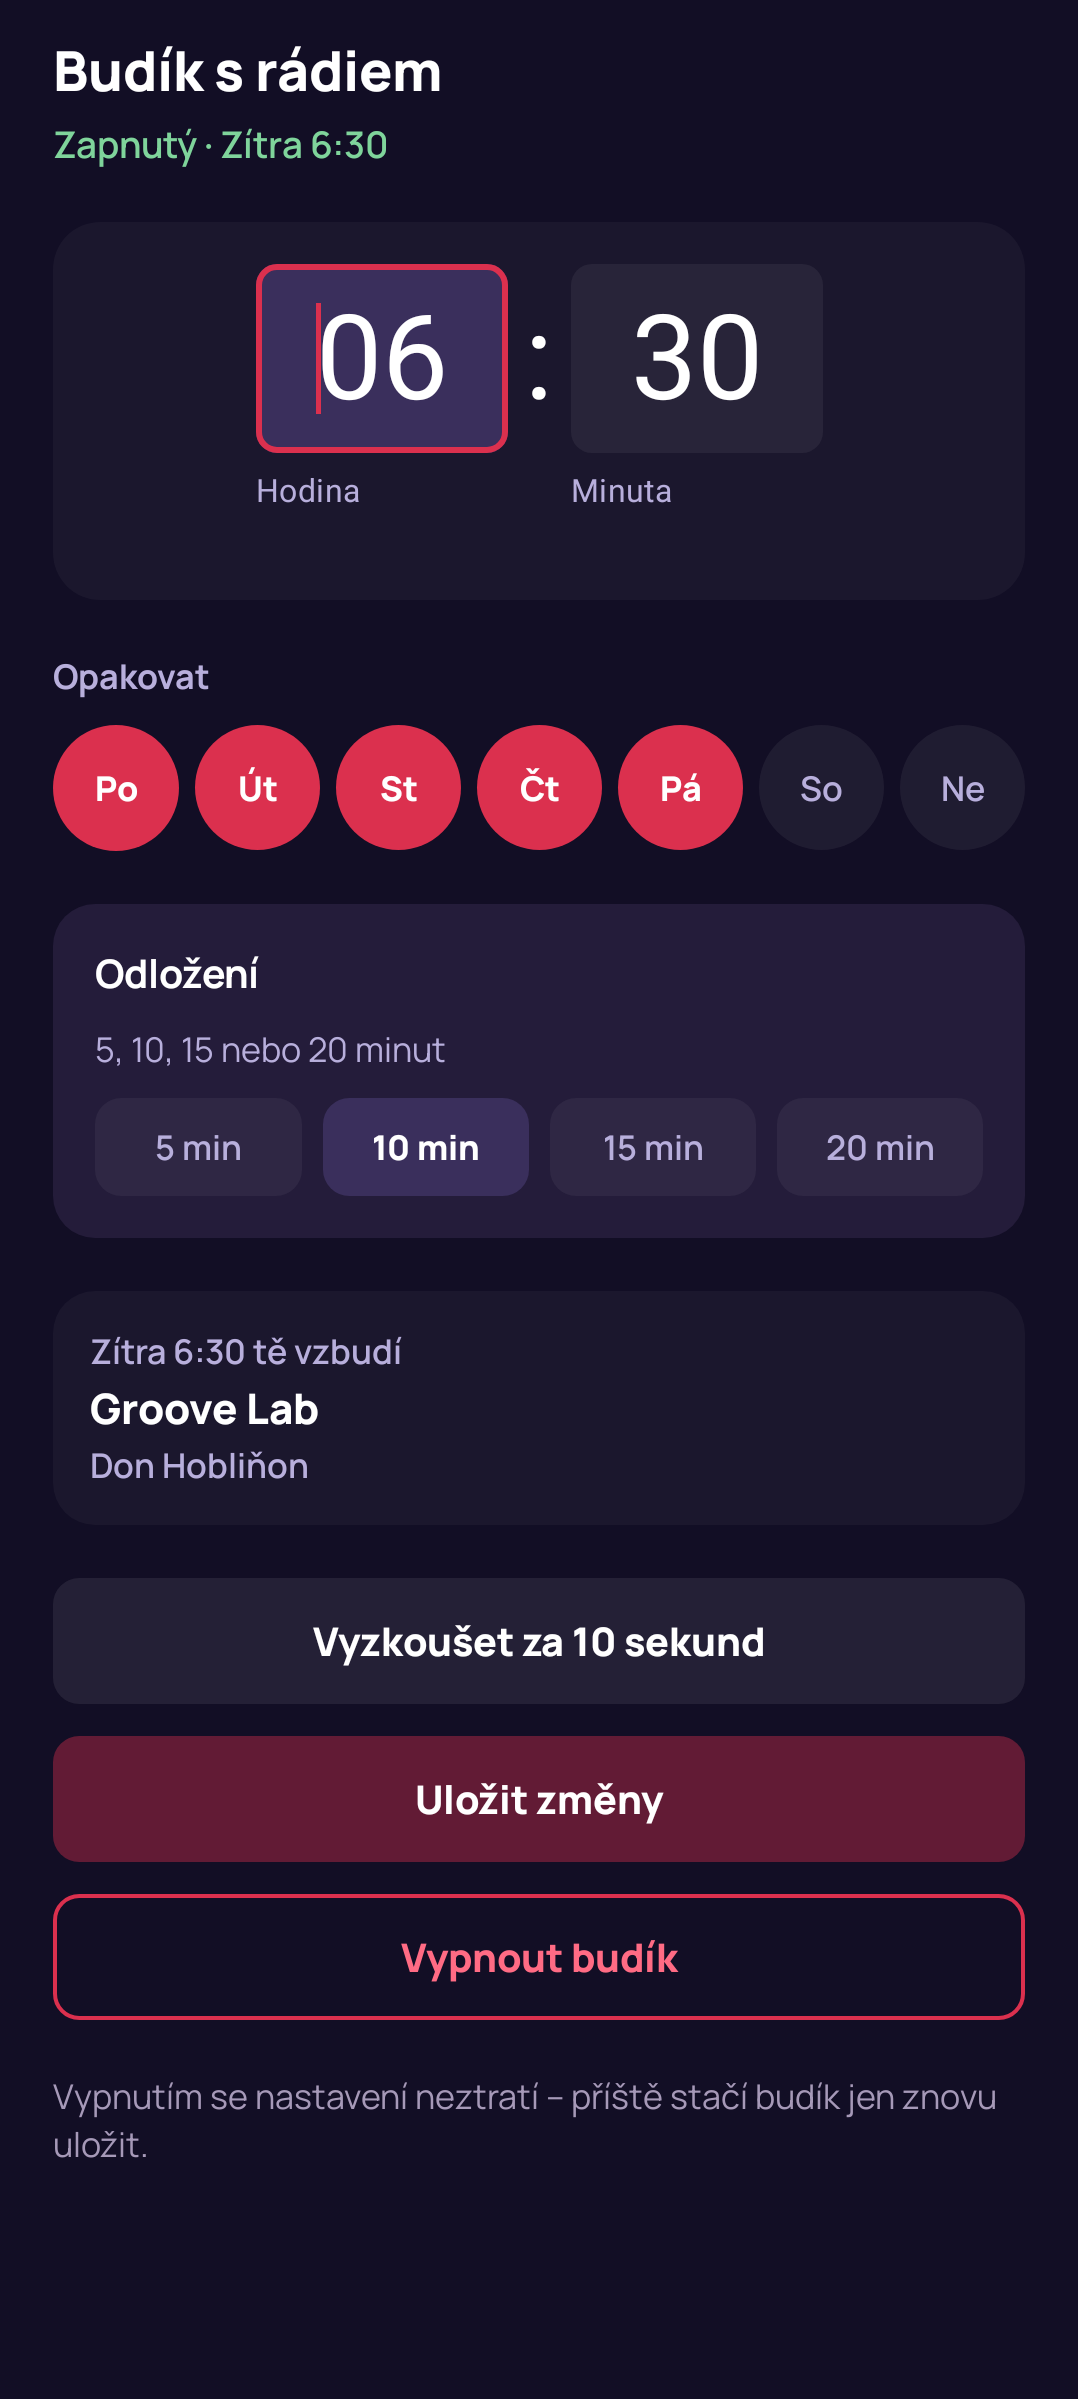 Budík s rádiem
Zapnutý · Zítra 6:30
06 : 30
Hodina Minuta
Opakovat
Po Út St Čt Pá So Ne
Odložení
5, 10, 15 nebo 20 minut
5 min 10 min 15 min 20 min
Zítra 6:30 tě vzbudí
Groove Lab
Don Hobliňon
Vyzkoušet za 10 sekund
Uložit změny
Vypnout budík
Vypnutím se nastavení neztratí – příště stačí budík jen znovu
uložit.